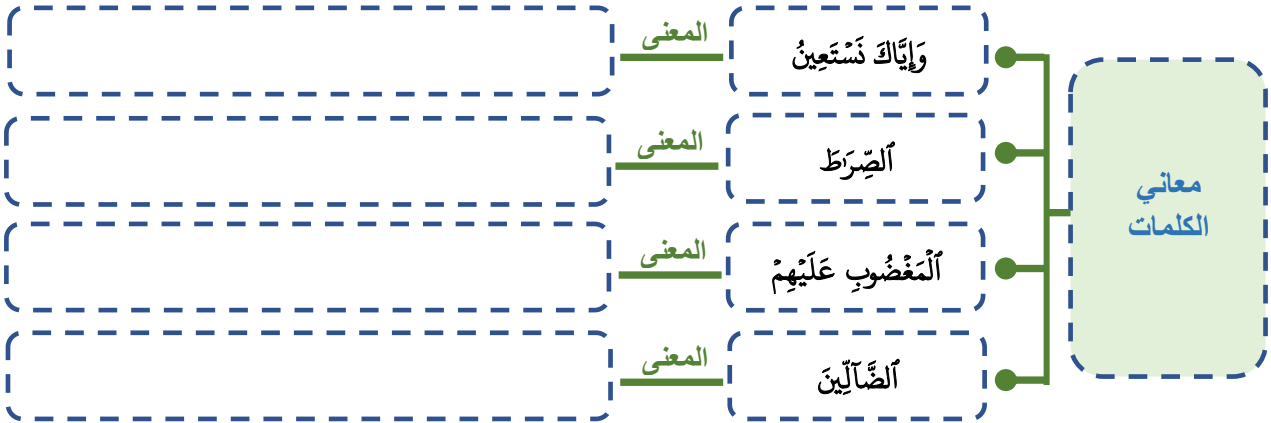 معاني
الكلمات
وَإِيَّاكَ نَسۡتَعِينُ
المعنى
ٱلصِّرَٰطَ
المعنى
ٱلۡمَغۡضُوبِ عَلَيۡهِمۡ
المعنى
ٱلضَّآلِّينَ
المعنى